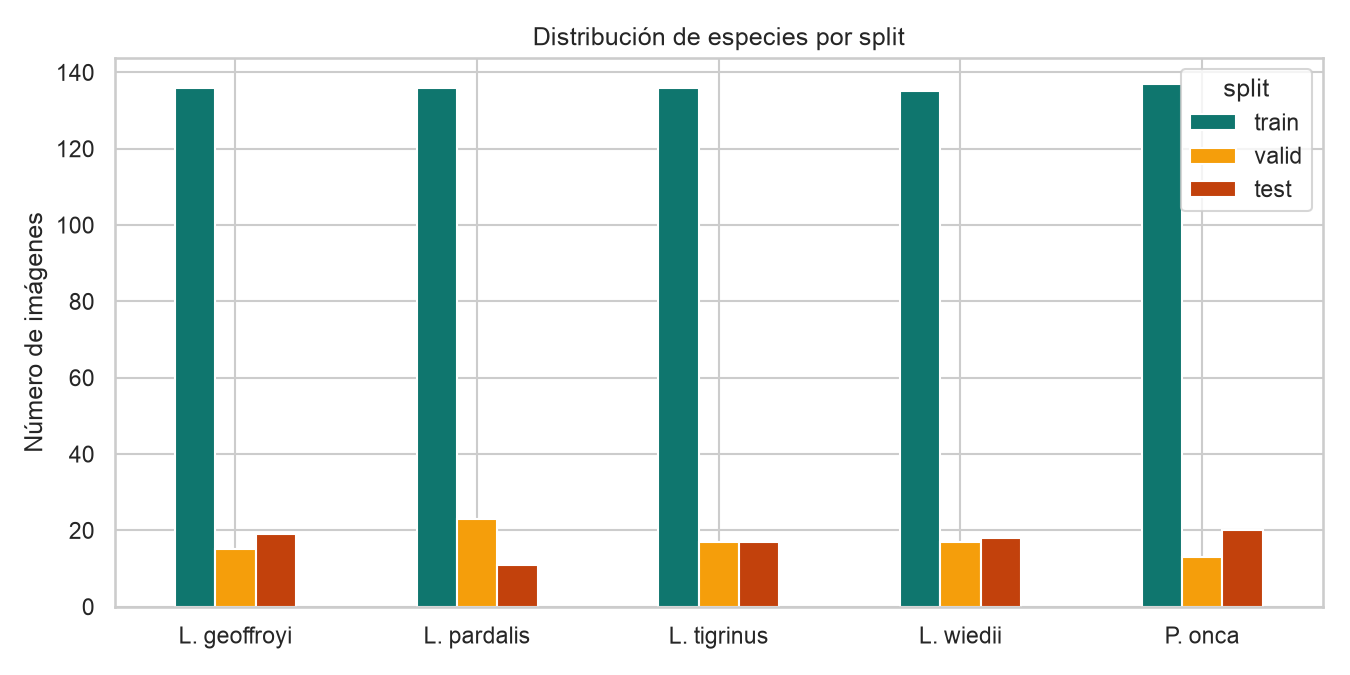 Distribución de especies por split
Número de imágenes
140
120
100
80
60
40
20
0
split
train
valid
test
L. geoffroyi
L. pardalis
L. tigrinus
L. wiedii
P. onca